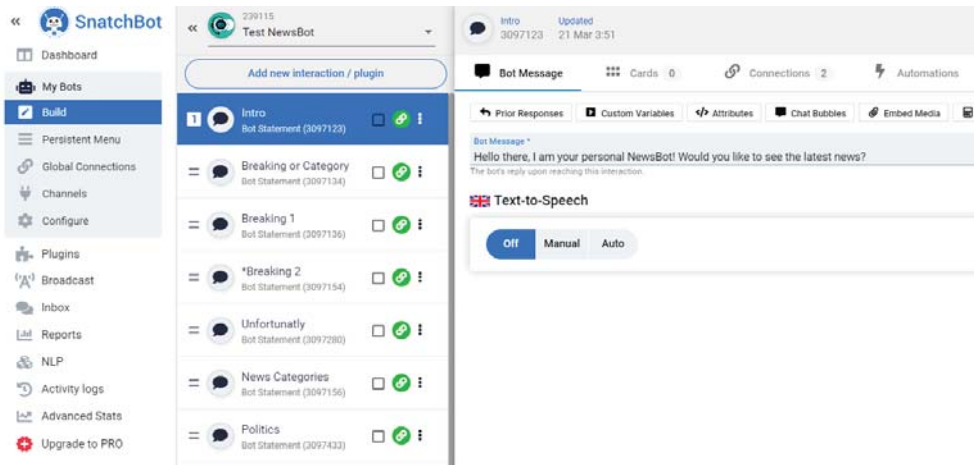 SnatchBot
Dashboard
My Bots
Build
Persistent Menu
Global Connections
Channels
Configure
Plugins
Broadcast
Inbox
Reports
NLP
Activity logs
Advanced Stats
Upgrade to PRO
239115
Test NewsBot
Add new interaction / plugin
1
Intro
Bot Statement (3097123)
Breaking or Category
Bot Statement (3097134)
Breaking 1
Bot Statement (3097136)
*Breaking 2
Bot Statement (3097154)
Unfortunatly
Bot Statement (3097280)
News Categories
Bot Statement (3097156)
Politics
Bot Statement (3097433)
Intro Updated
3097123 21 Mar 3:51
Bot Message Cards 0 Connections 2 Automations
Prior Responses Custom Variables Attributes Chat Bubbles Embed Media
Bot Message *
Hello there, I am your personal NewsBot! Would you like to see the latest news?
The bot's reply upon reaching this interaction.
Text-to-Speech
Off Manual Auto